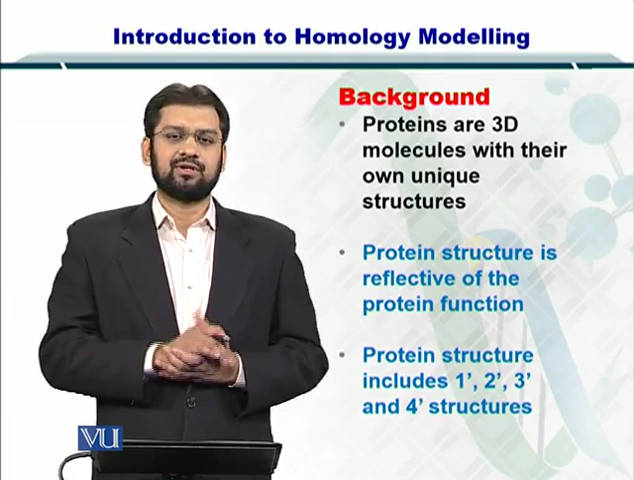 Introduction to Homology Modelling
Background
• Proteins are 3D
molecules with their
own unique
structures
• Protein structure is
reflective of the
protein function
• Protein structure
includes 1’, 2’, 3’
and 4’ structures
VU